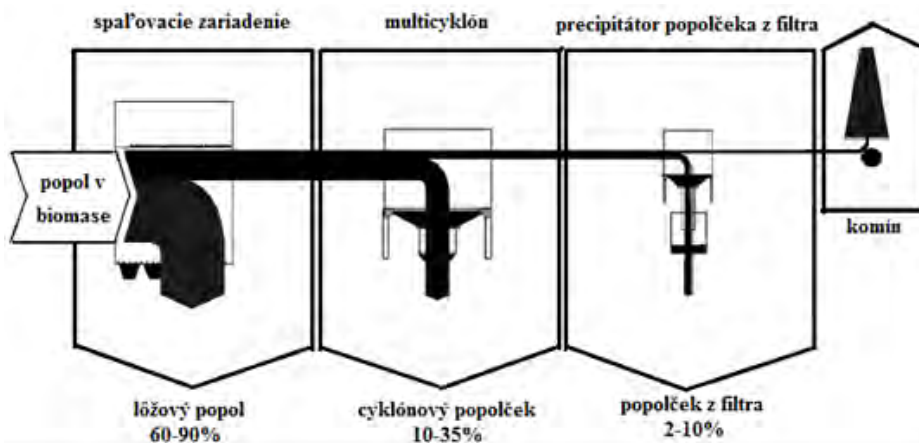 spaľovacie zariadenie
multicyklón
precipitátor popolčeka z filtra
popol v
biomase
komín
lôžový popol
60-90%
cyklónový popolček
10-35%
popolček z filtra
2-10%